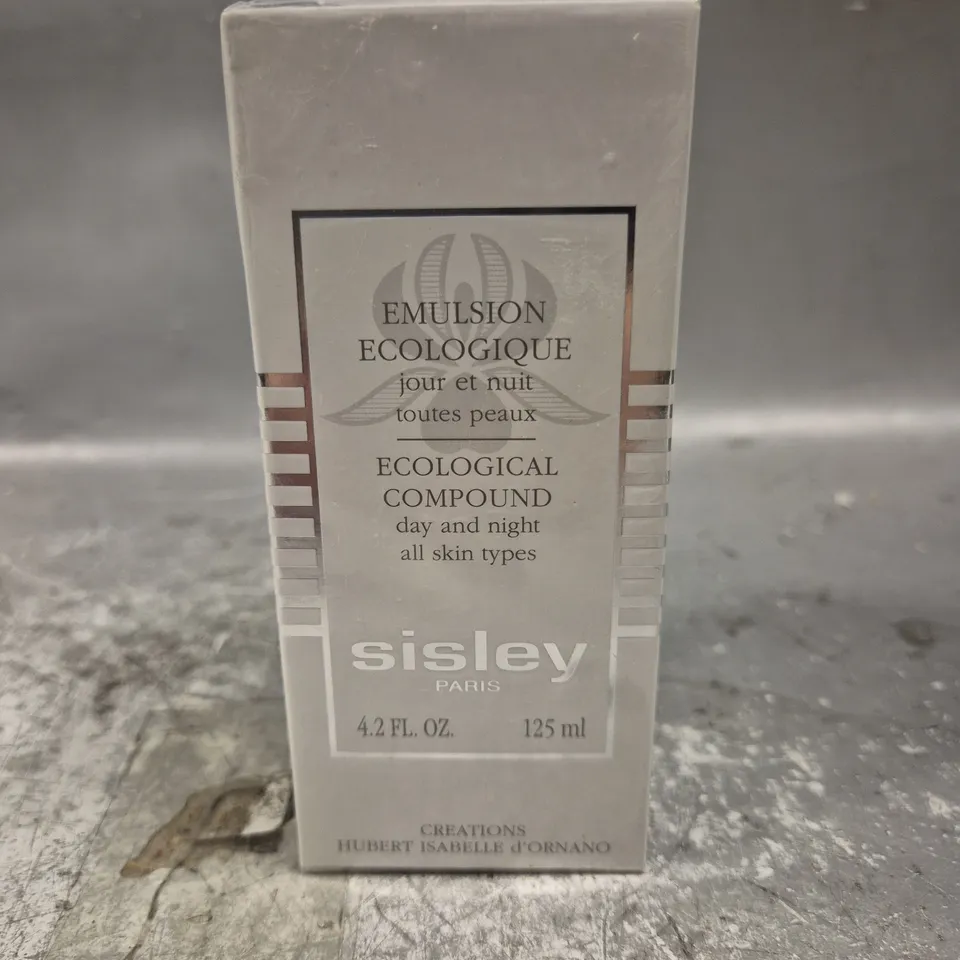 EMULSION
ECOLOGIQUE
jour et nuit
toutes peaux
ECOLOGICAL
COMPOUND
day and night
all skin types
sisley
PARIS
4.2 FL. OZ. 125 ml
CREATIONS
HUBERT ISABELLE d'ORNANO